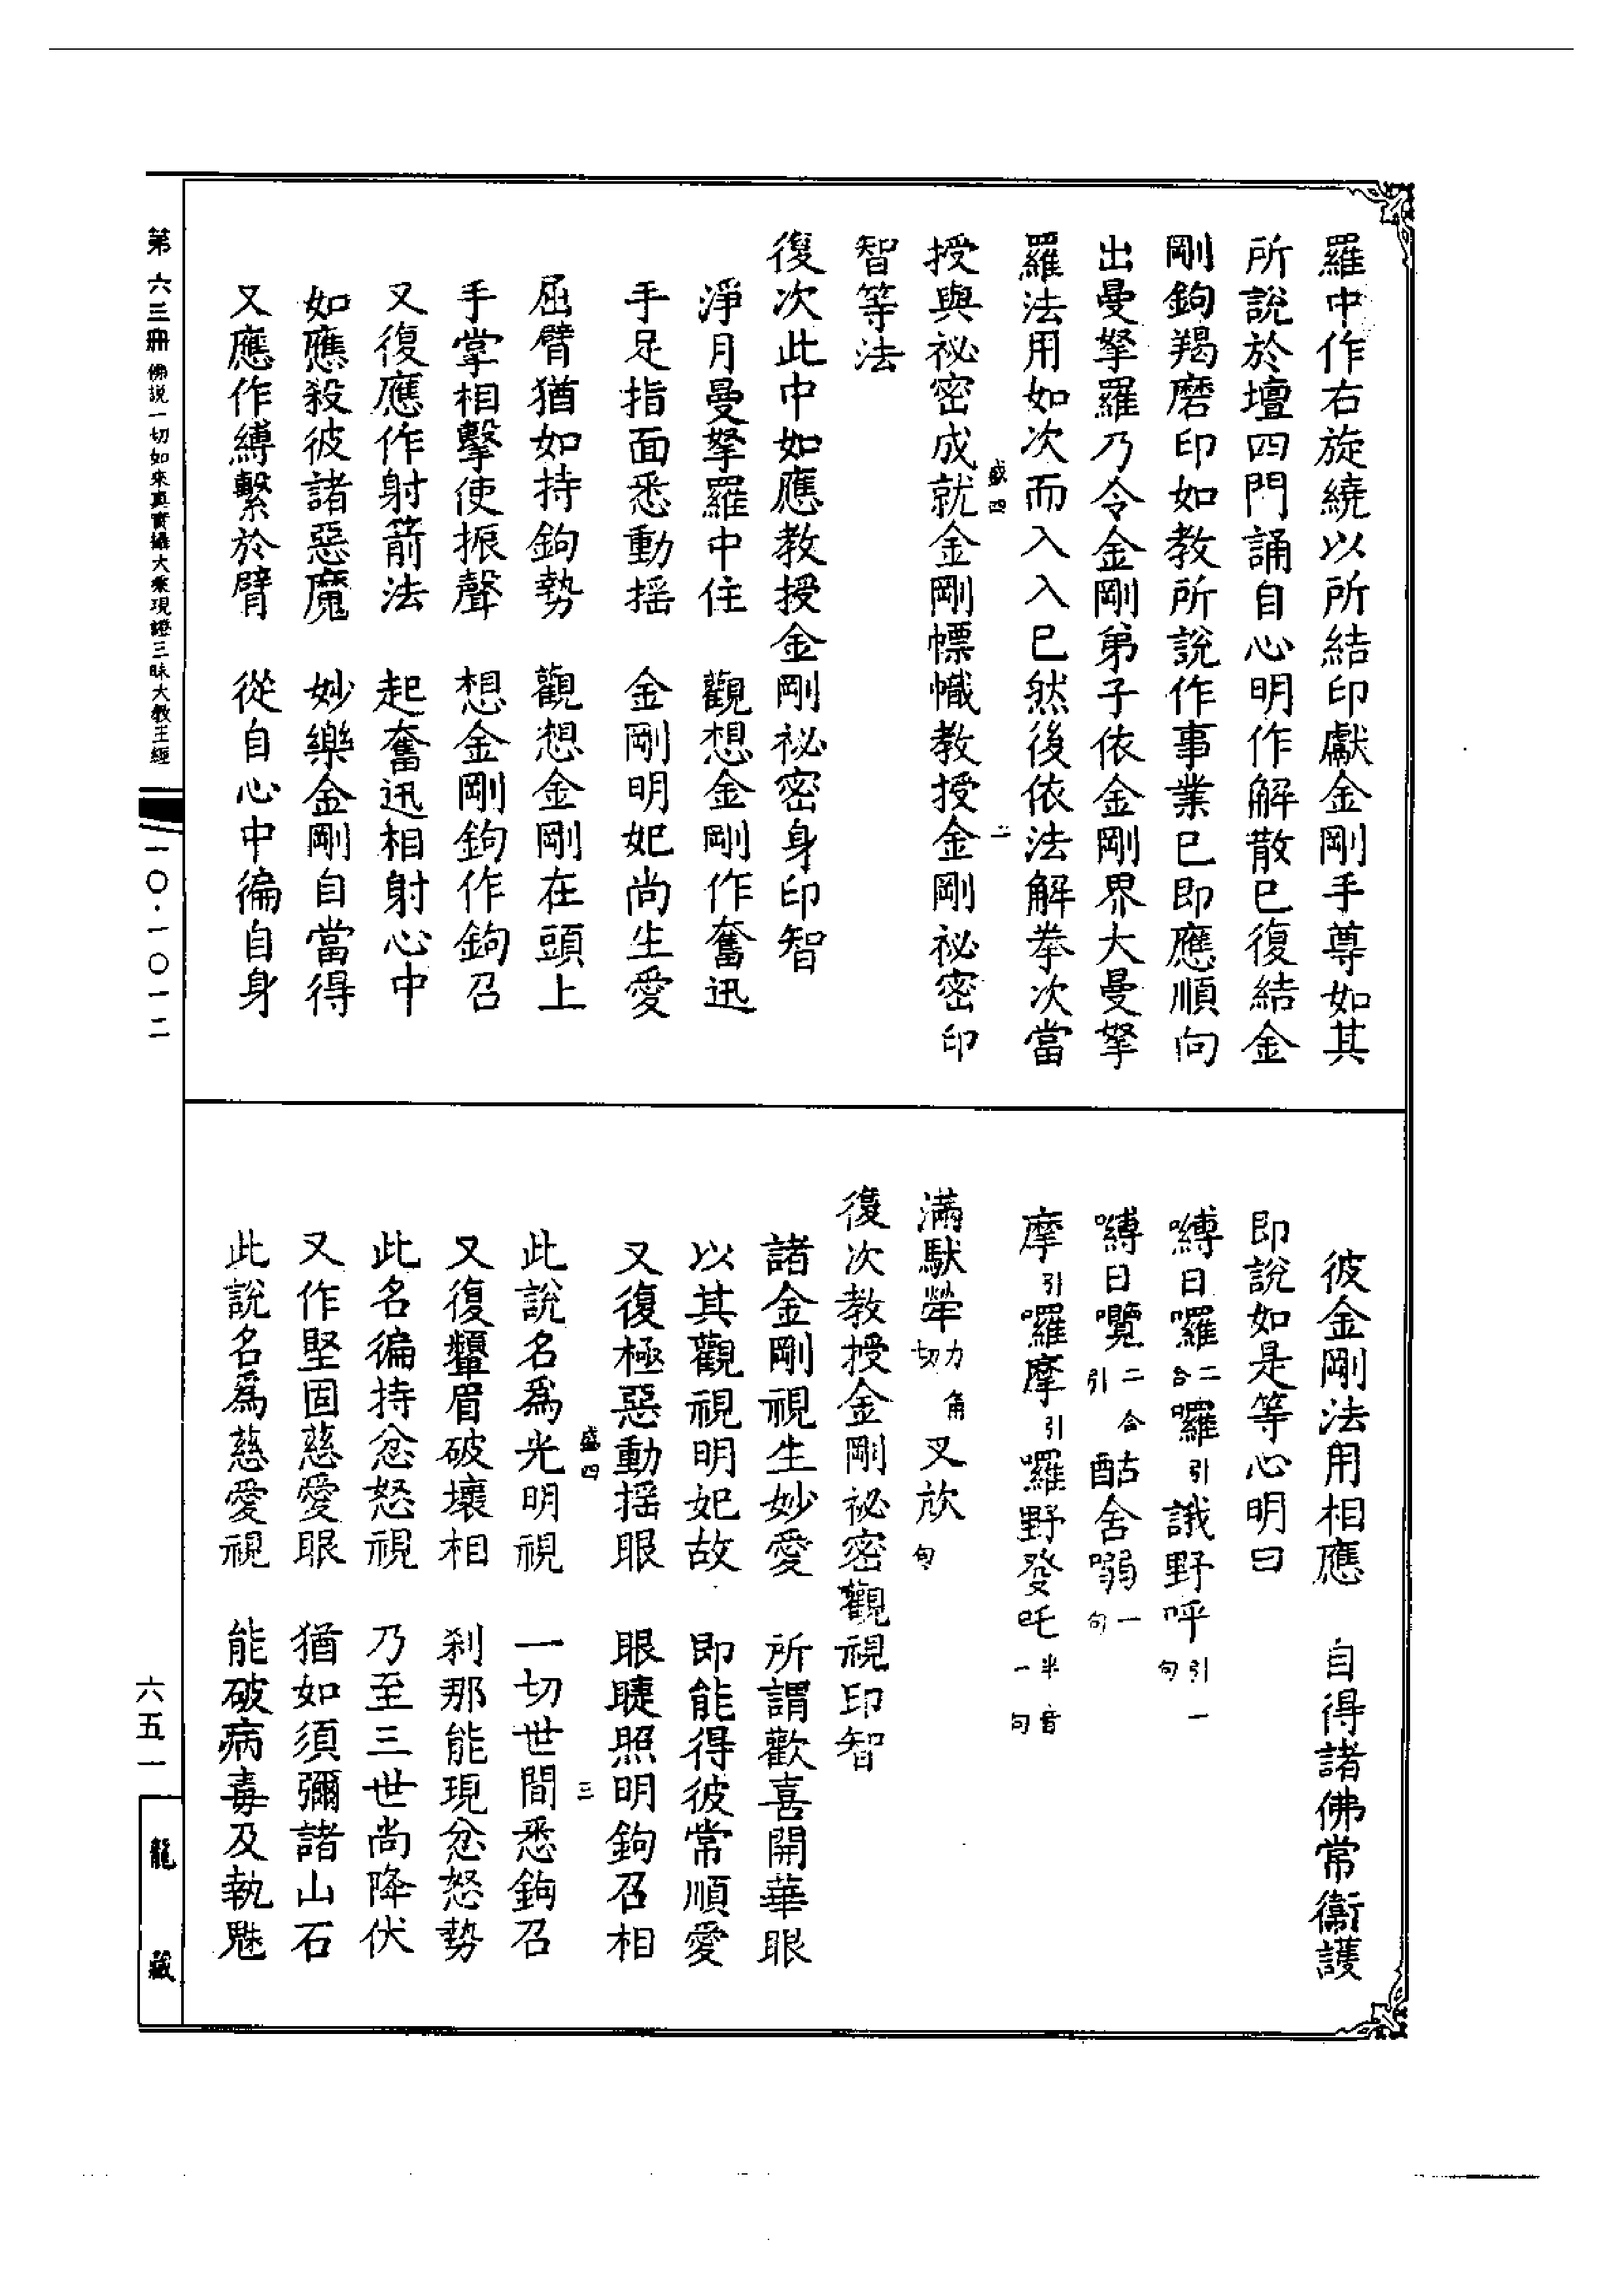 羅中作右旋繞以所結印獻金剛手尊如其
所說於壇四門誦自心明作解散已復結金
剛鉤羯磨印如教所說作事業已即應順向
出曼拏羅乃令金剛弟子依金剛界大曼拏
羅法用如次而入入已然後依法解拳次當
盛四 二
授與祕密成就金剛幖幟教授金剛祕密印
智等法
復次此中如應教授金剛祕密身印智
淨月曼拏羅中住 觀想金剛作奮迅
手足指面悉動搖 金剛明妃尚生愛
屈臂猶如持鉤勢 觀想金剛在頭上
手掌相擊使振聲 想金剛鉤作鉤召
又復應作射箭法 起奮迅相射心中
如應殺彼諸惡魔 妙樂金剛自當得
又應作縛繫於臂 從自心中徧自身
彼金剛法用相應 自得諸佛常衞護
即說如是等心明曰
嚩日囉二合囉引誐野呼引一句
嚩日囕二合引酤舍嘚一句
摩引囉摩引囉野發吒半音一句
滿馱犖力角切叉㰦句
復次教授金剛祕密觀視印智
諸金剛視生妙愛 所謂歡喜開華眼
以其觀視明妃故 即能得彼常順愛
又復極惡動搖眼 眼睫照明鉤召相
盛四 三
此說名為光明視 一切世間悉鉤召
又復顰眉破壞相 剎那能現忿怒勢
此名徧持忿怒視 乃至三世尚降伏
又作堅固慈愛眼 猶如須彌諸山石
此說名為慈愛視 能破病毒及執魅
第六三冊 佛說一切如來真實攝大乘現證三昧大教王經
一〇·一〇一二
六五一
龍藏